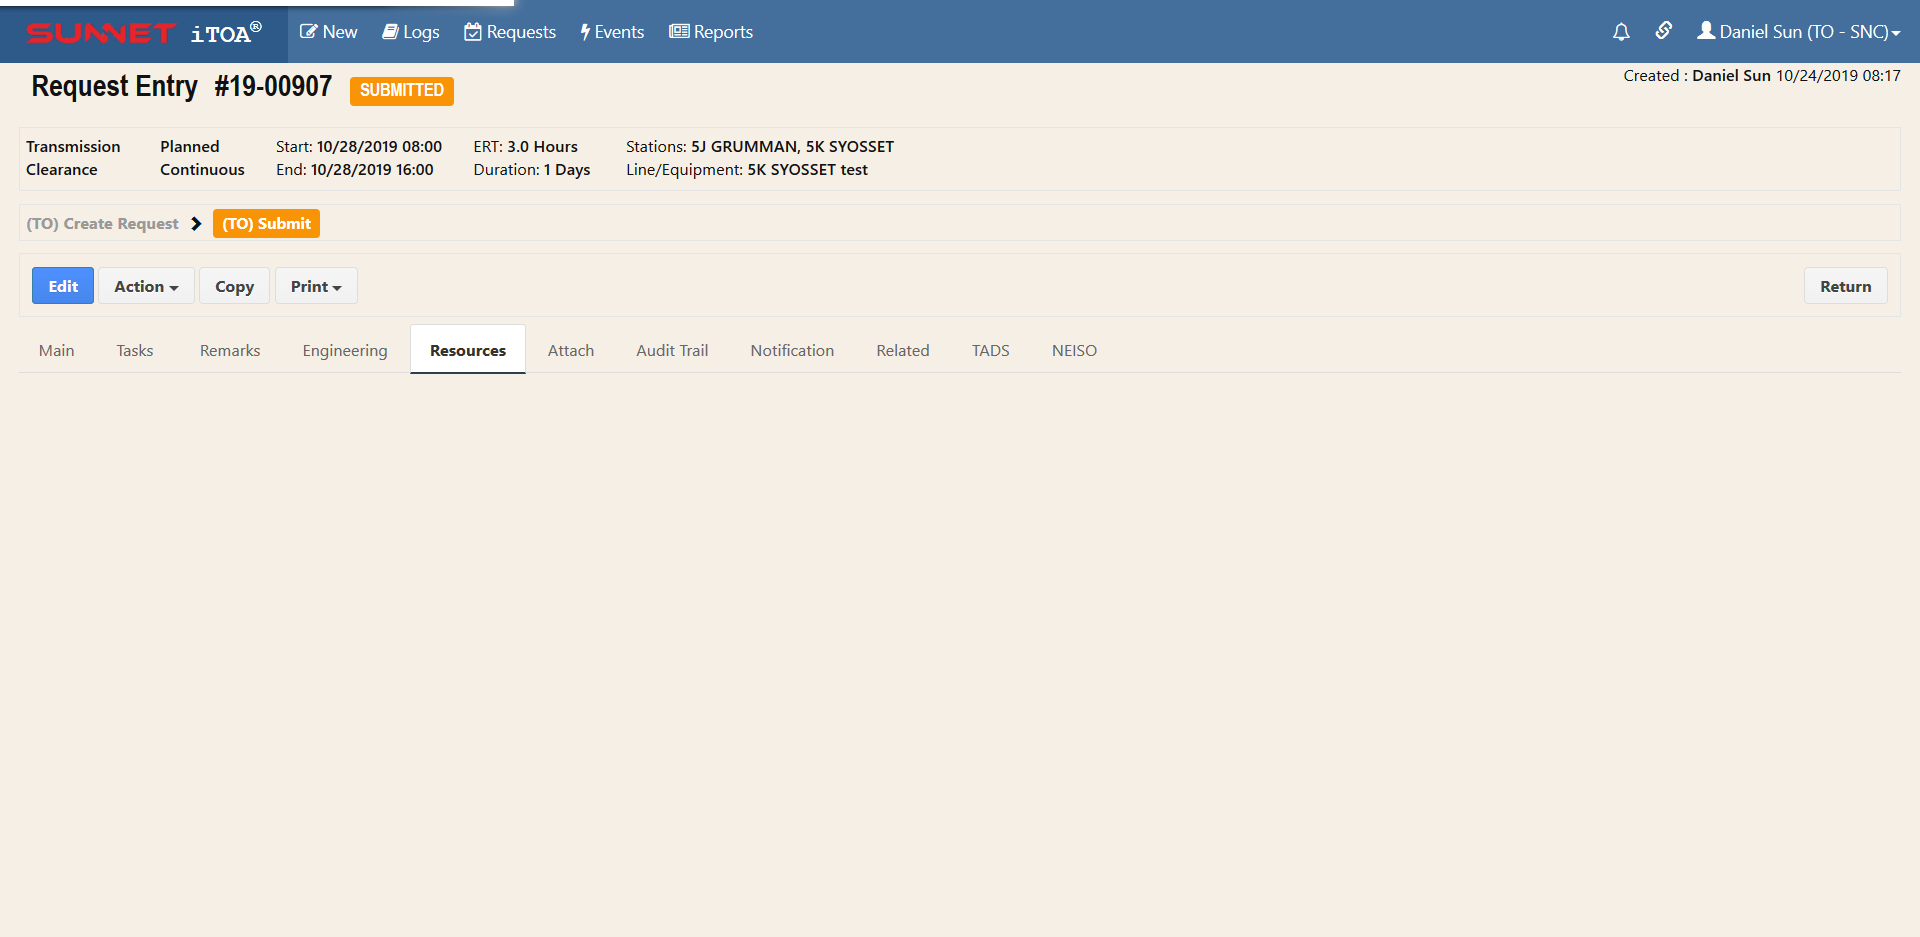 SUNNET iTOA® New Logs Requests Events Reports Daniel Sun (TO - SNC)
Request Entry #19-00907 SUBMITTED Created : Daniel Sun 10/24/2019 08:17
Transmission Planned Start: 10/28/2019 08:00 ERT: 3.0 Hours Stations: 5J GRUMMAN, 5K SYOSSET
Clearance Continuous End: 10/28/2019 16:00 Duration: 1 Days Line/Equipment: 5K SYOSSET test
(TO) Create Request (TO) Submit
Edit Action Copy Print Return
Main Tasks Remarks Engineering Resources Attach Audit Trail Notification Related TADS NEISO